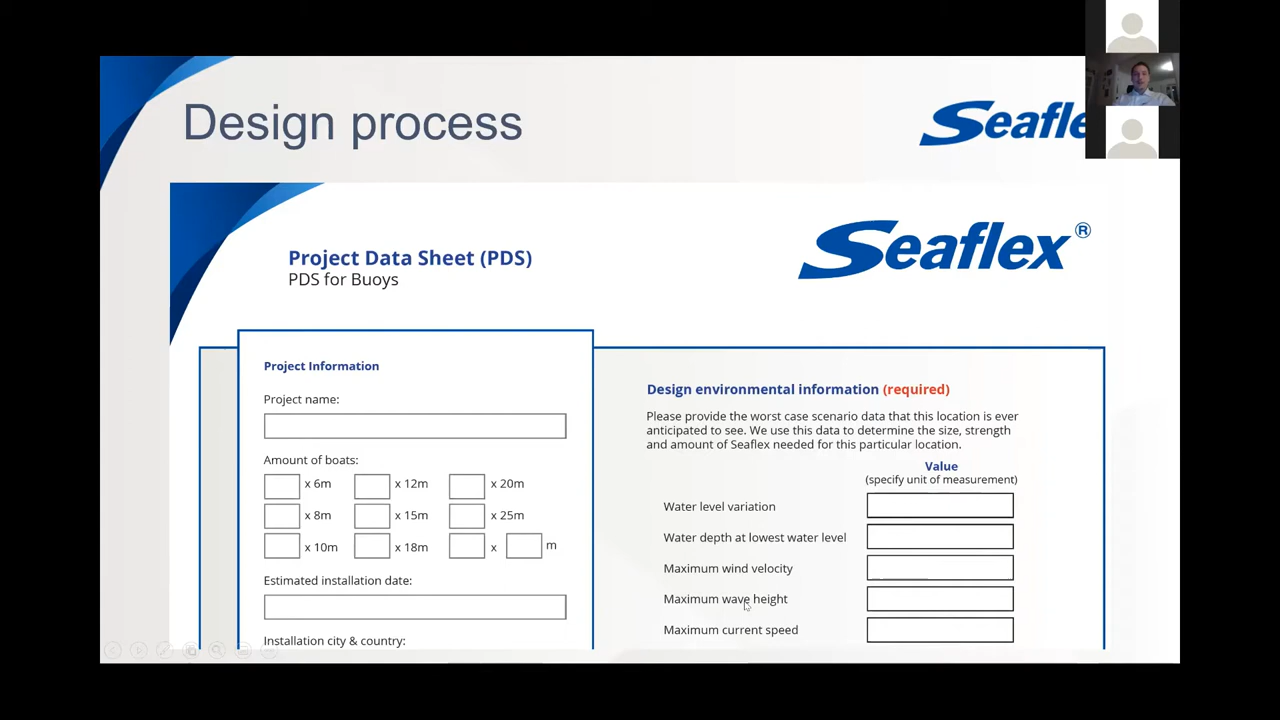 Design process
Seafle
Seaflex®
Project Data Sheet (PDS)
PDS for Buoys
Project Information
Project name:
Amount of boats:
x 6m x 12m x 20m
x 8m x 15m x 25m
x 10m x 18m x m
Estimated installation date:
Installation city & country:
Design environmental information (required)
Please provide the worst case scenario data that this location is ever
anticipated to see. We use this data to determine the size, strength
and amount of Seaflex needed for this particular location.
Value
(specify unit of measurement)
Water level variation
Water depth at lowest water level
Maximum wind velocity
Maximum wave height
Maximum current speed